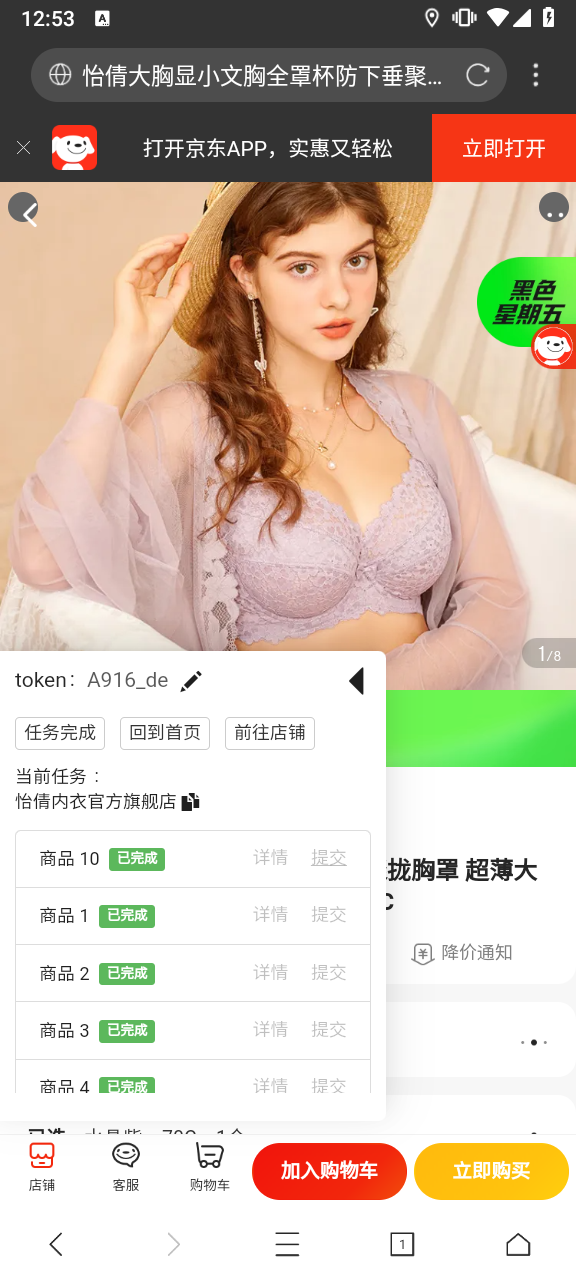 12:53
A
怡倩大胸显小文胸全罩杯防下垂聚...
打开京东APP，实惠又轻松
立即打开
黑色
星期五
1/8
token: A916_de
任务完成 回到首页 前往店铺
当前任务：
怡倩内衣官方旗舰店
商品 10 已完成 详情 提交
商品 1 已完成 详情 提交
商品 2 已完成 详情 提交
商品 3 已完成 详情 提交
商品 4 已完成 详情 提交
拢胸罩 超薄大
C
降价通知
店铺
客服
购物车
加入购物车
立即购买
1